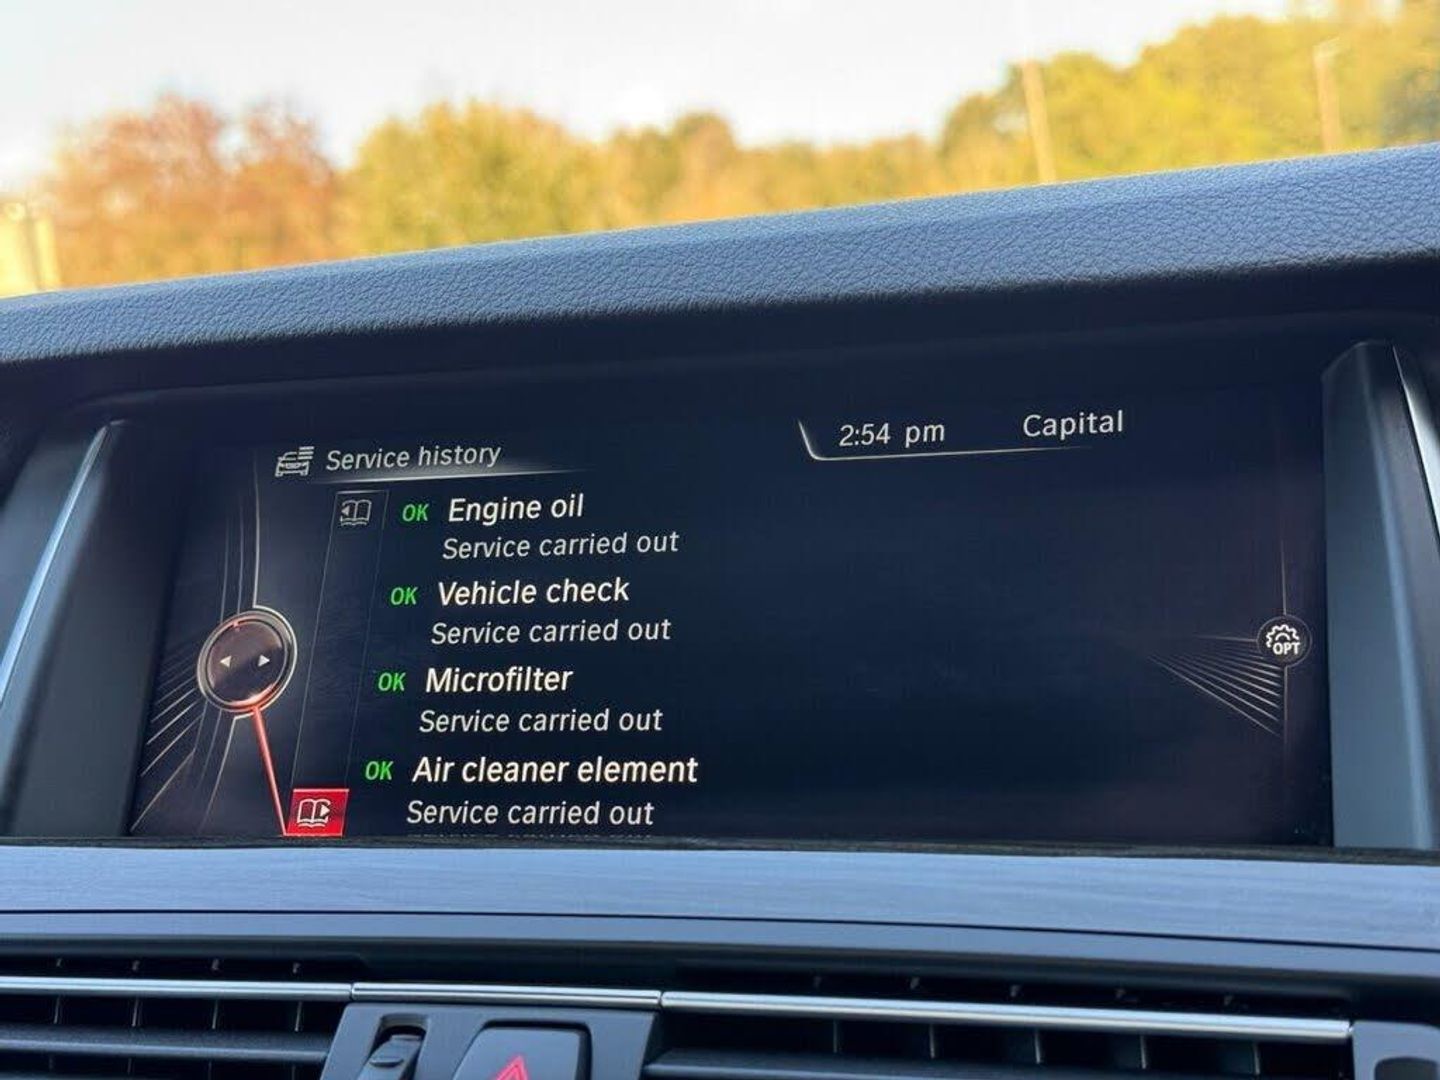 Service history
2:54 pm
Capital
OK Engine oil
Service carried out
OK Vehicle check
Service carried out
OPT
OK Microfilter
Service carried out
OK Air cleaner element
Service carried out